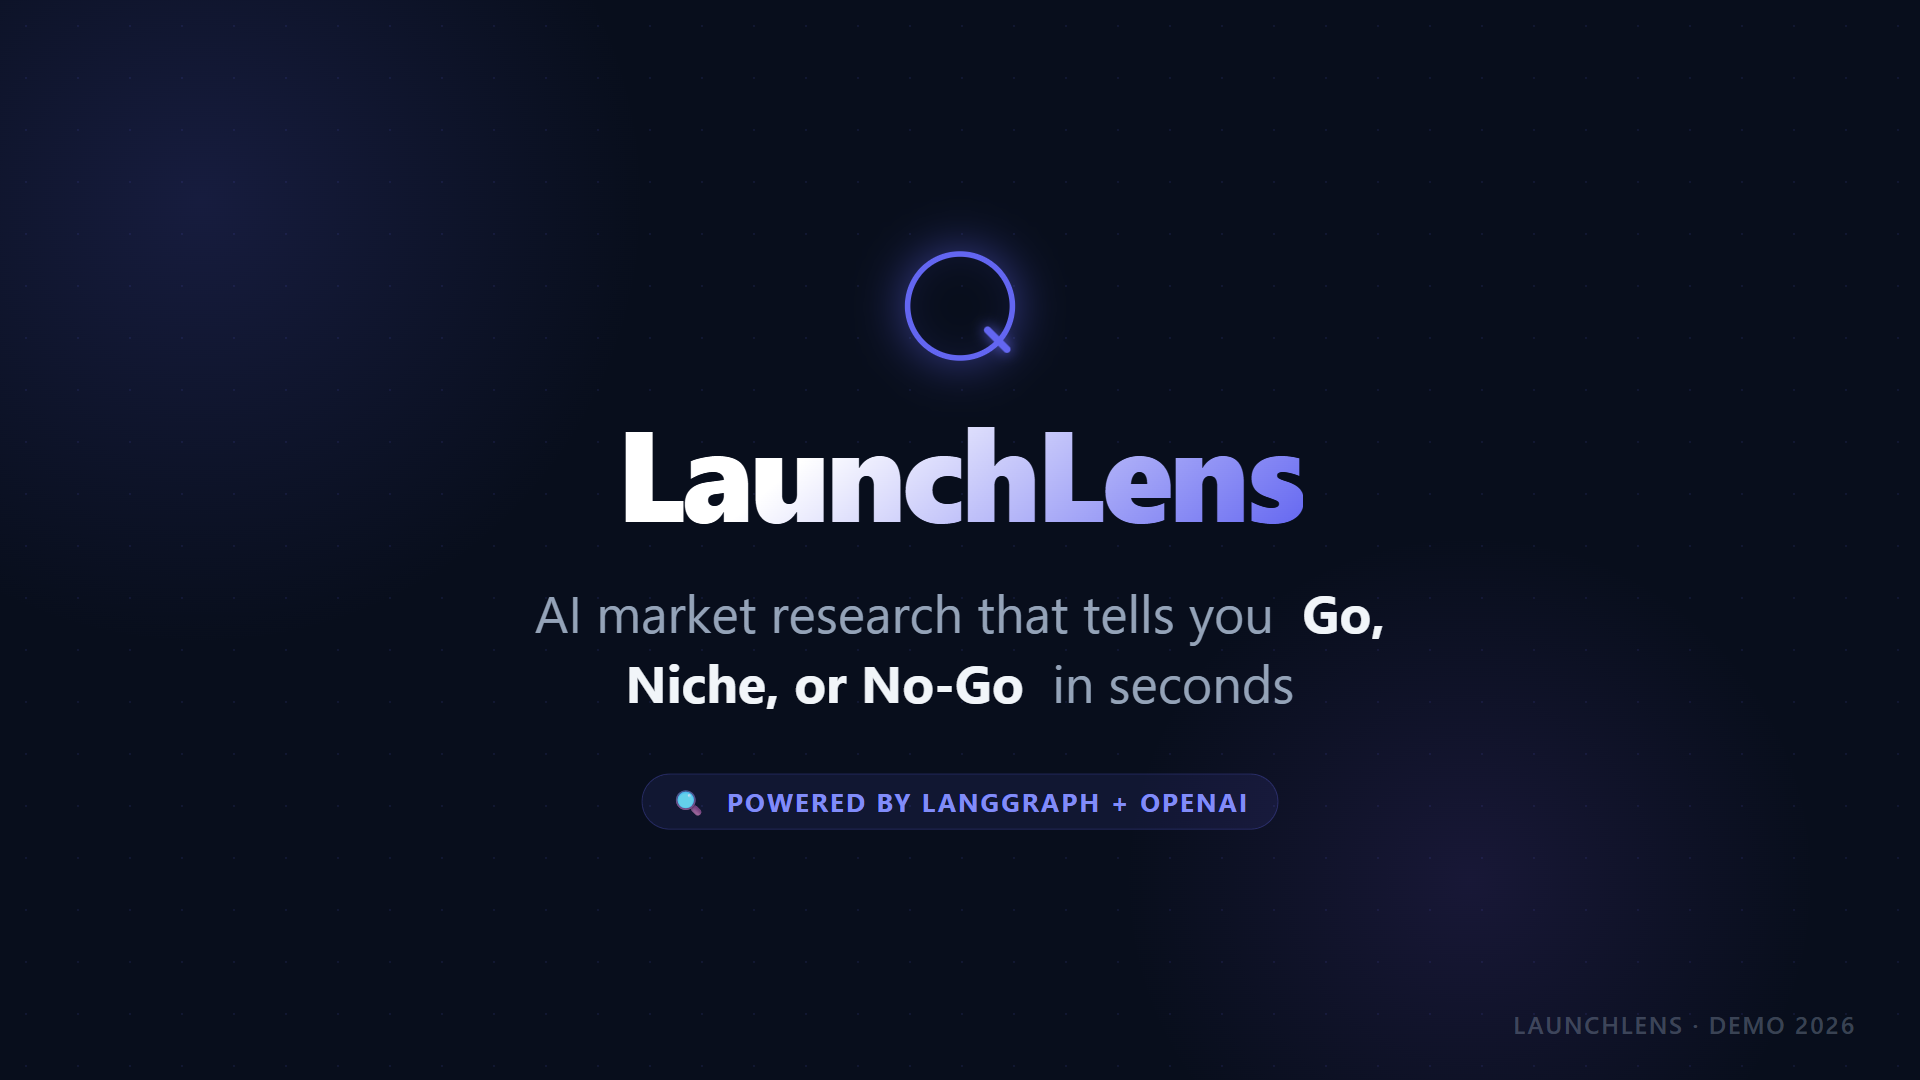 LaunchLens
AI market research that tells you Go,
Niche, or No-Go in seconds
POWERED BY LANGGRAPH + OPENAI
LAUNCHLENS · DEMO 2026